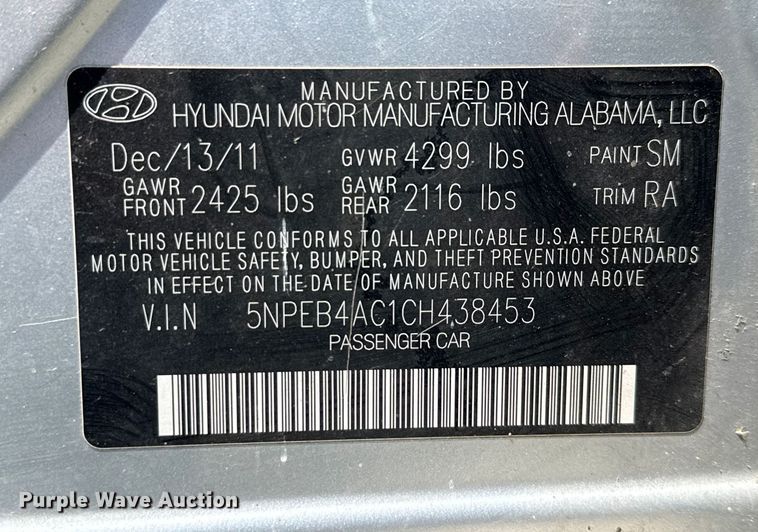 MANUFACTURED BY
HYUNDAI MOTOR MANUFACTURING ALABAMA, LLC
Dec/13/11 GVWR 4299 lbs PAINT SM
GAWR FRONT 2425 lbs GAWR REAR 2116 lbs TRIM RA
THIS VEHICLE CONFORMS TO ALL APPLICABLE U.S.A. FEDERAL
MOTOR VEHICLE SAFETY, BUMPER, AND THEFT PREVENTION STANDARDS
IN EFFECT ON THE DATE OF MANUFACTURE SHOWN ABOVE
V.I.N 5NPEB4AC1CH438453
PASSENGER CAR
Purple Wave Auction